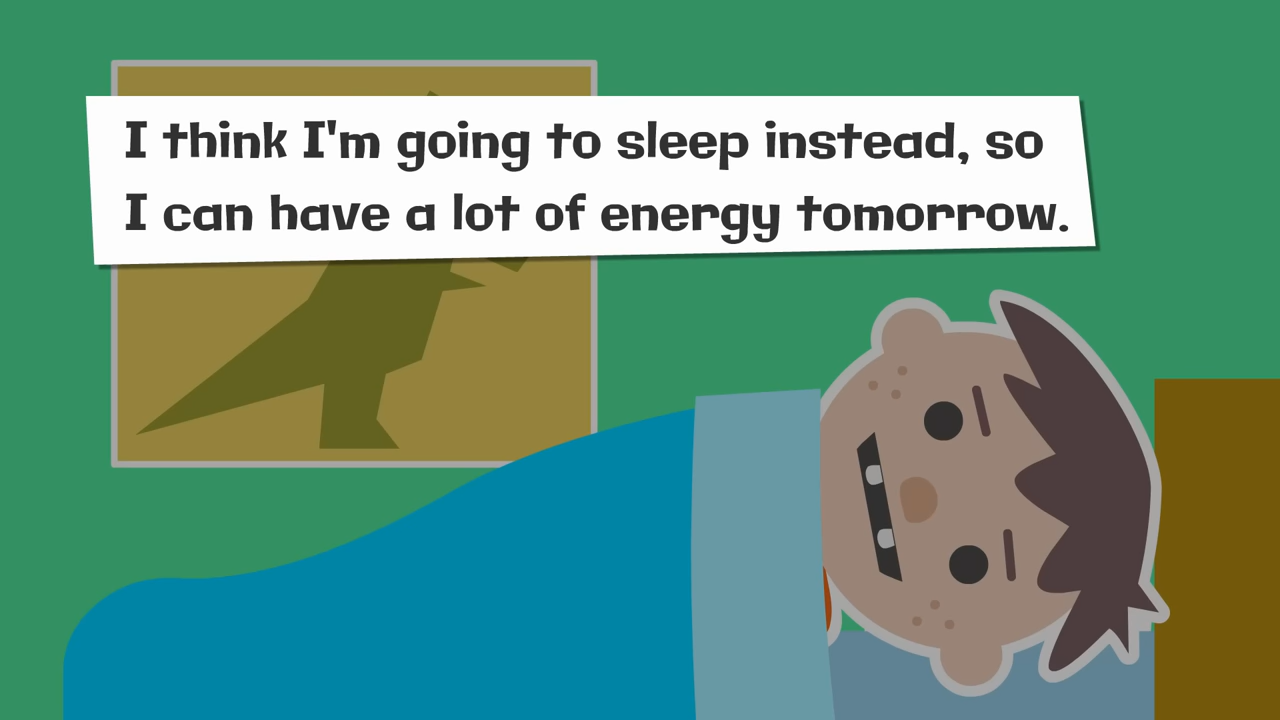 I think I'm going to sleep instead, so
I can have a lot of energy tomorrow.